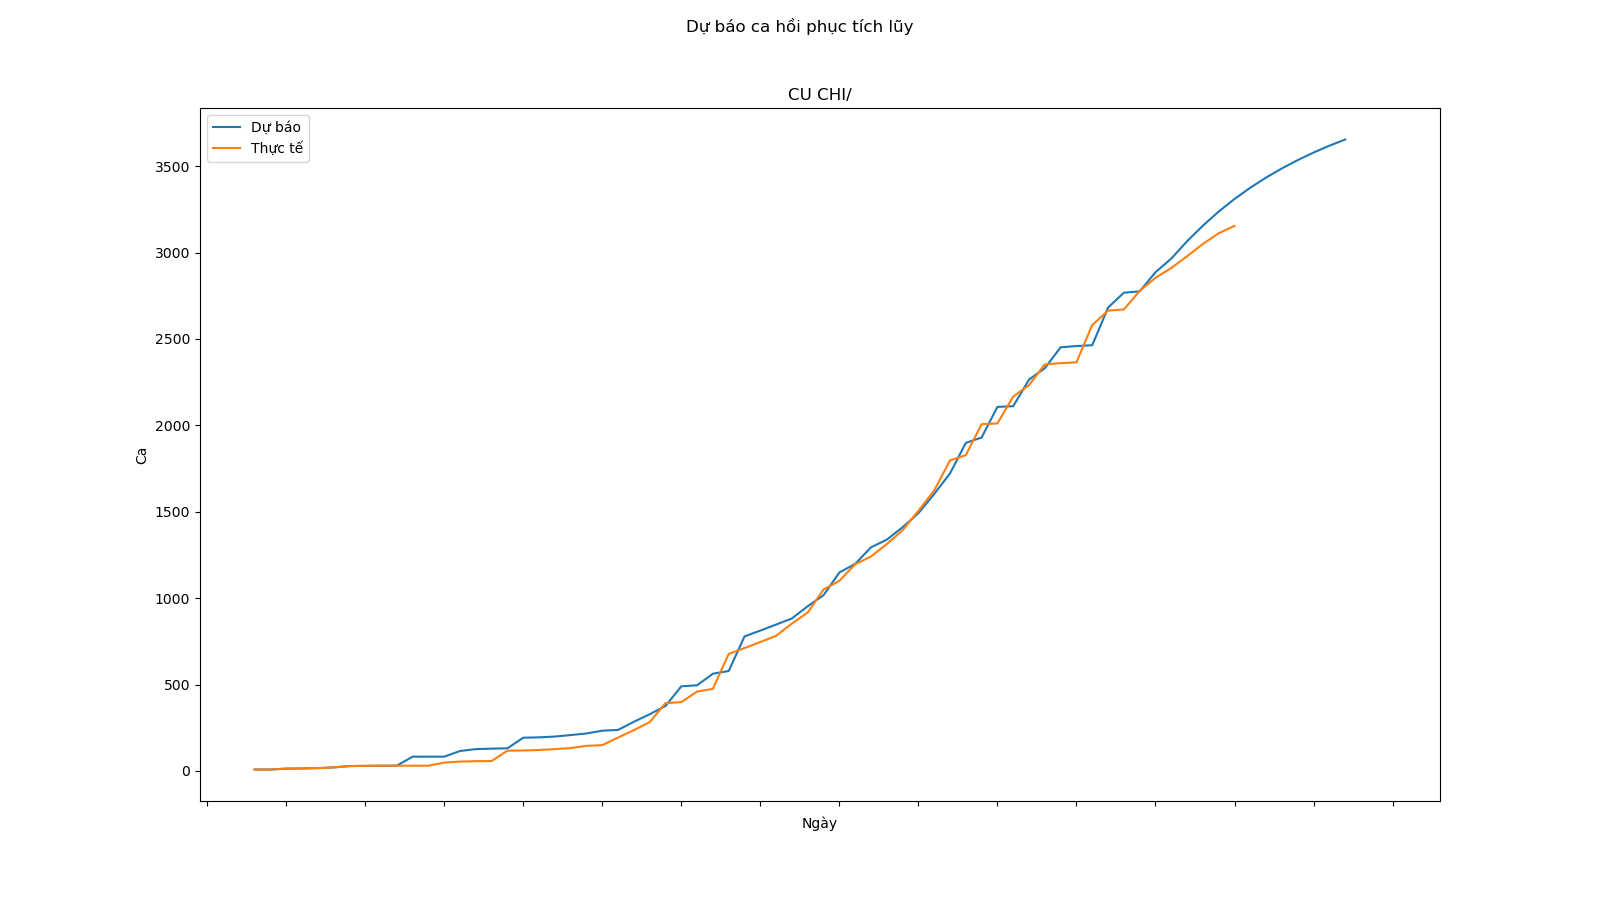 Dự báo ca hồi phục tích lũy
CU CHI/
Dự báo
Thực tế
3500
3000
2500
2000
1500
1000
500
0
Ca
Ngày